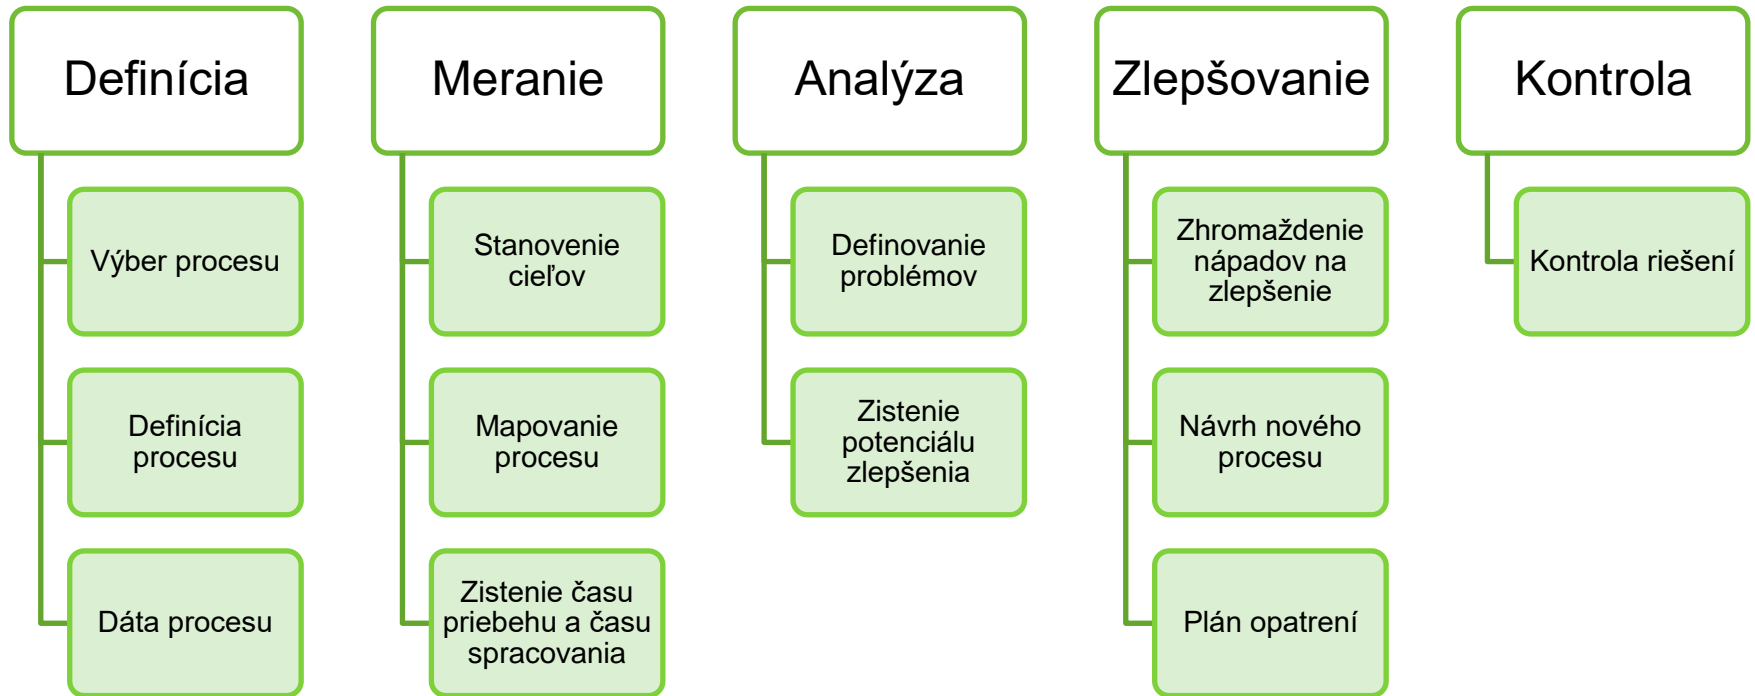 Definícia
Výber procesu
Definícia
procesu
Dáta procesu
Meranie
Stanovenie
cieľov
Mapovanie
procesu
Zistenie času
priebehu a času
spracovania
Analýza
Definovanie
problémov
Zistenie
potenciálu
zlepšenia
Zlepšovanie
Zhromaždenie
nápadov na
zlepšenie
Návrh nového
procesu
Plán opatrení
Kontrola
Kontrola riešení